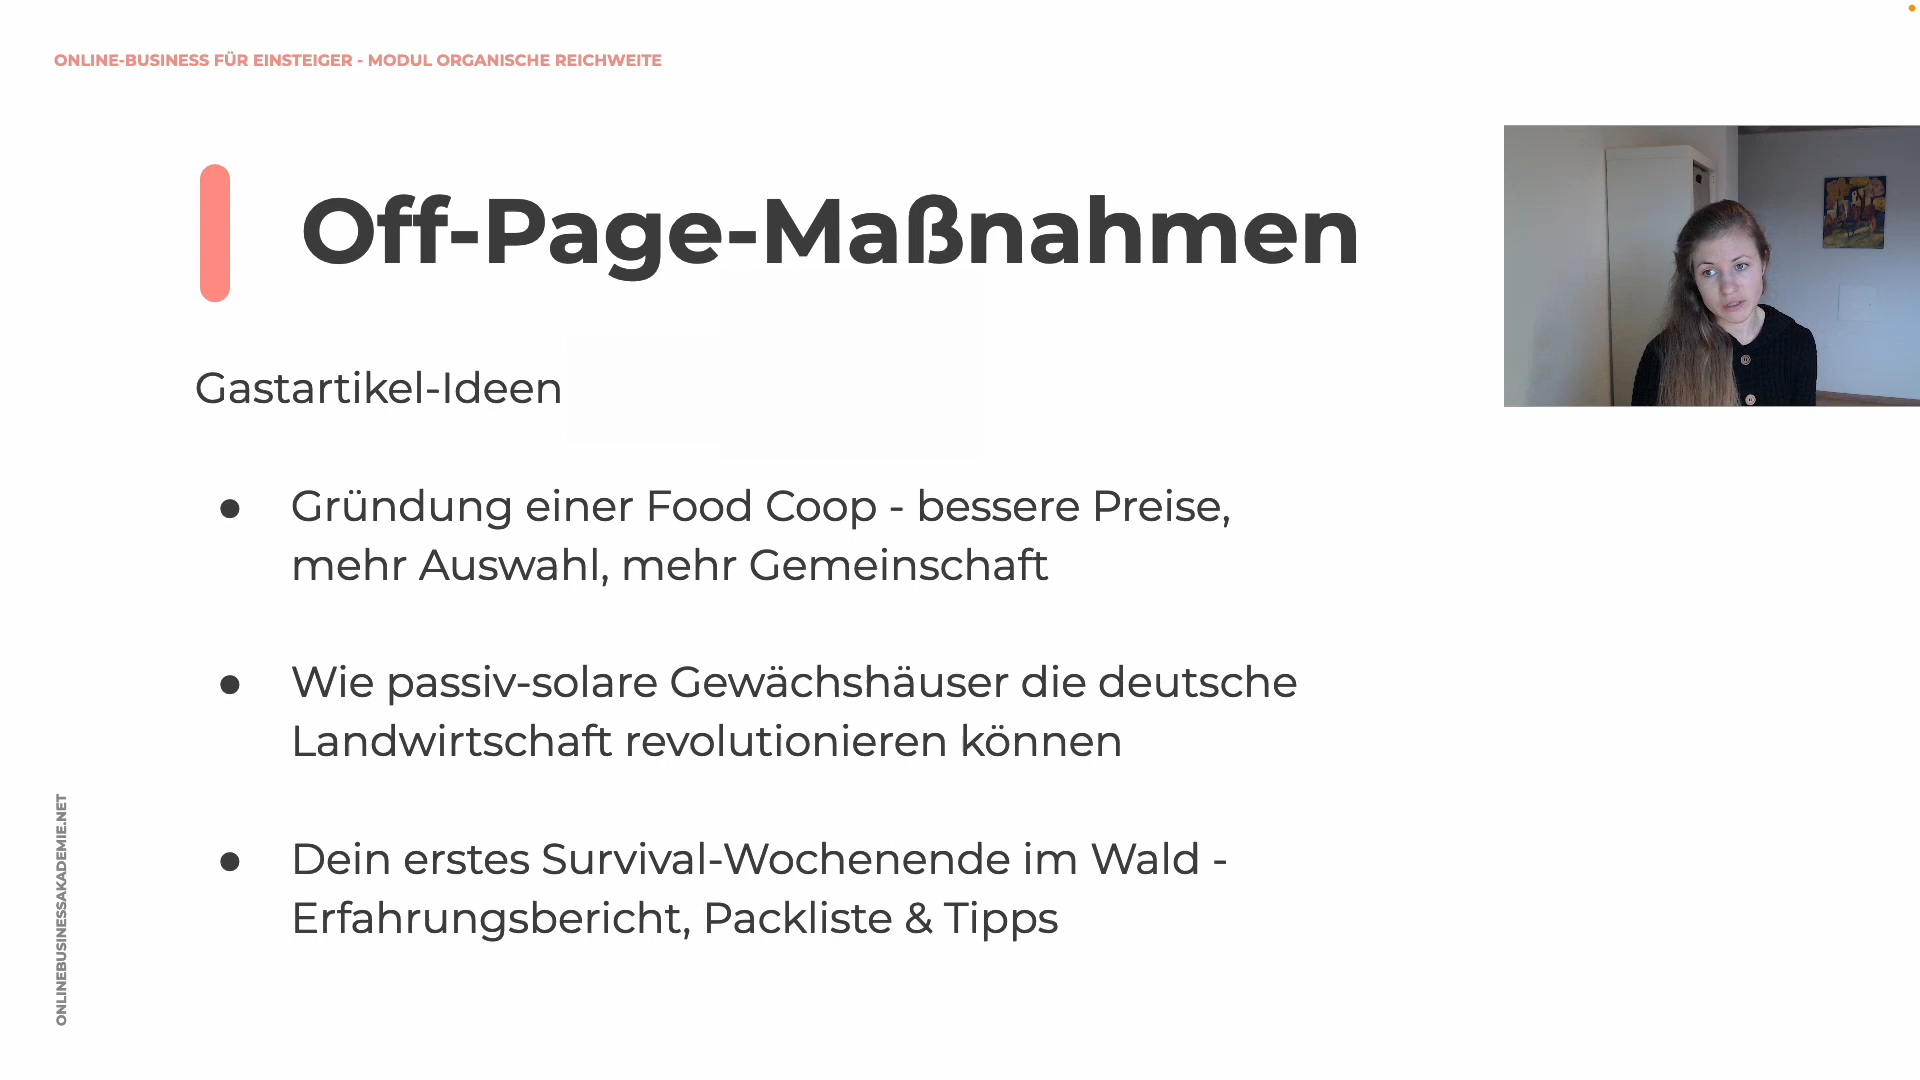 ONLINE-BUSINESS FÜR EINSTEIGER - MODUL ORGANISCHE REICHWEITE
Off-Page-Maßnahmen
Gastartikel-Ideen
● Gründung einer Food Coop - bessere Preise,
mehr Auswahl, mehr Gemeinschaft
● Wie passiv-solare Gewächshäuser die deutsche
Landwirtschaft revolutionieren können
● Dein erstes Survival-Wochenende im Wald -
Erfahrungsbericht, Packliste & Tipps
ONLINEBUSINESSAKADEMIE.NET